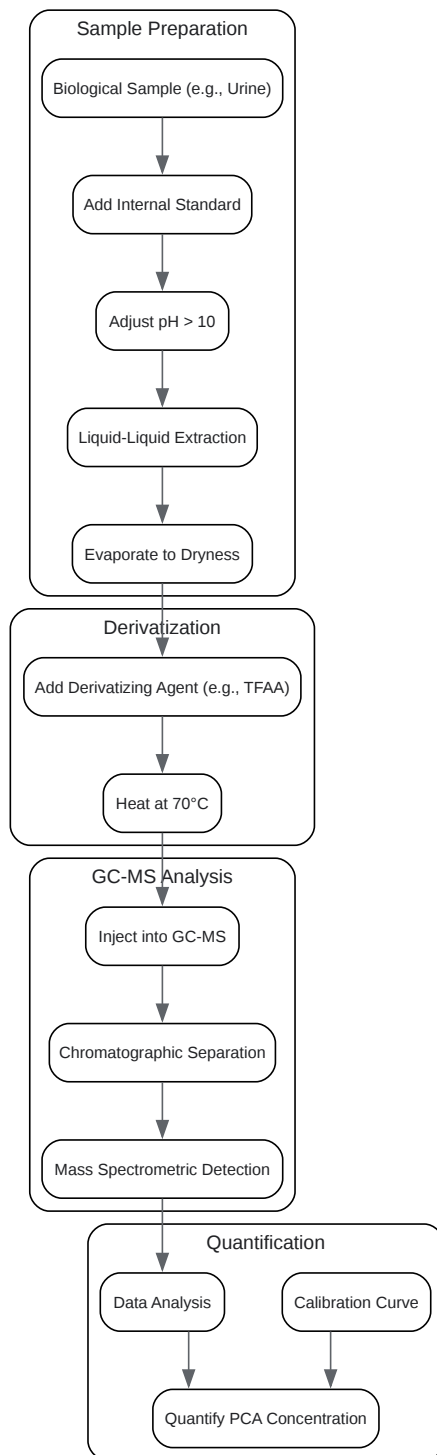 Sample Preparation
Biological Sample (e.g., Urine)
Add Internal Standard
Adjust pH > 10
Liquid-Liquid Extraction
Evaporate to Dryness
Derivatization
Add Derivatizing Agent (e.g., TFAA)
Heat at 70°C
GC-MS Analysis
Inject into GC-MS
Chromatographic Separation
Mass Spectrometric Detection
Quantification
Data Analysis
Calibration Curve
Quantify PCA Concentration